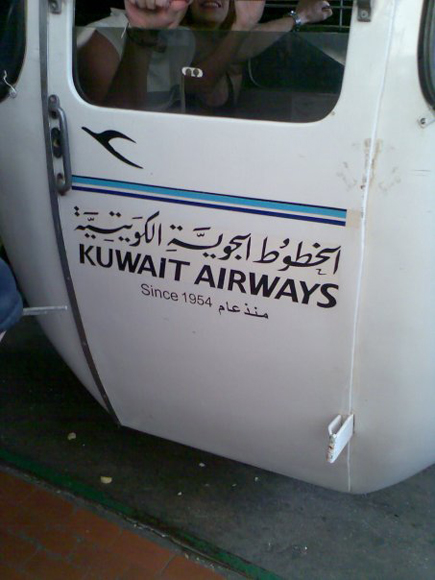 الخطوط الجوية الكويتية
KUWAIT AIRWAYS
Since 1954 منذ عام